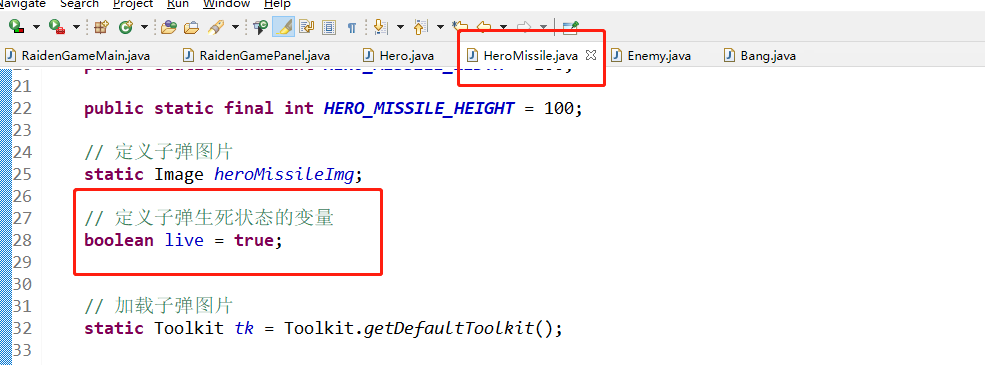 Navigate Search Project Run Window Help
RaidenGameMain.java RaidenGamePanel.java Hero.java HeroMissile.java Enemy.java Bang.java
21
22 public static final int HERO_MISSILE_HEIGHT = 100;
23
24 // 定义子弹图片
25 static Image heroMissileImg;
26
27 // 定义子弹生死状态的变量
28 boolean live = true;
29
30
31 // 加载子弹图片
32 static Toolkit tk = Toolkit.getDefaultToolkit();
33